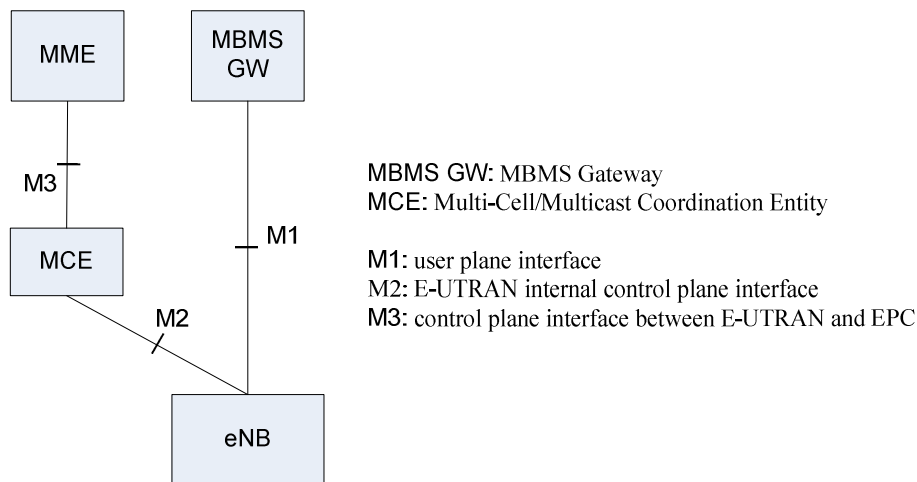 MME
MBMS
GW
M3
MCE
M1
M2
eNB
MBMS GW: MBMS Gateway
MCE: Multi-Cell/Multicast Coordination Entity
M1: user plane interface
M2: E-UTRAN internal control plane interface
M3: control plane interface between E-UTRAN and EPC